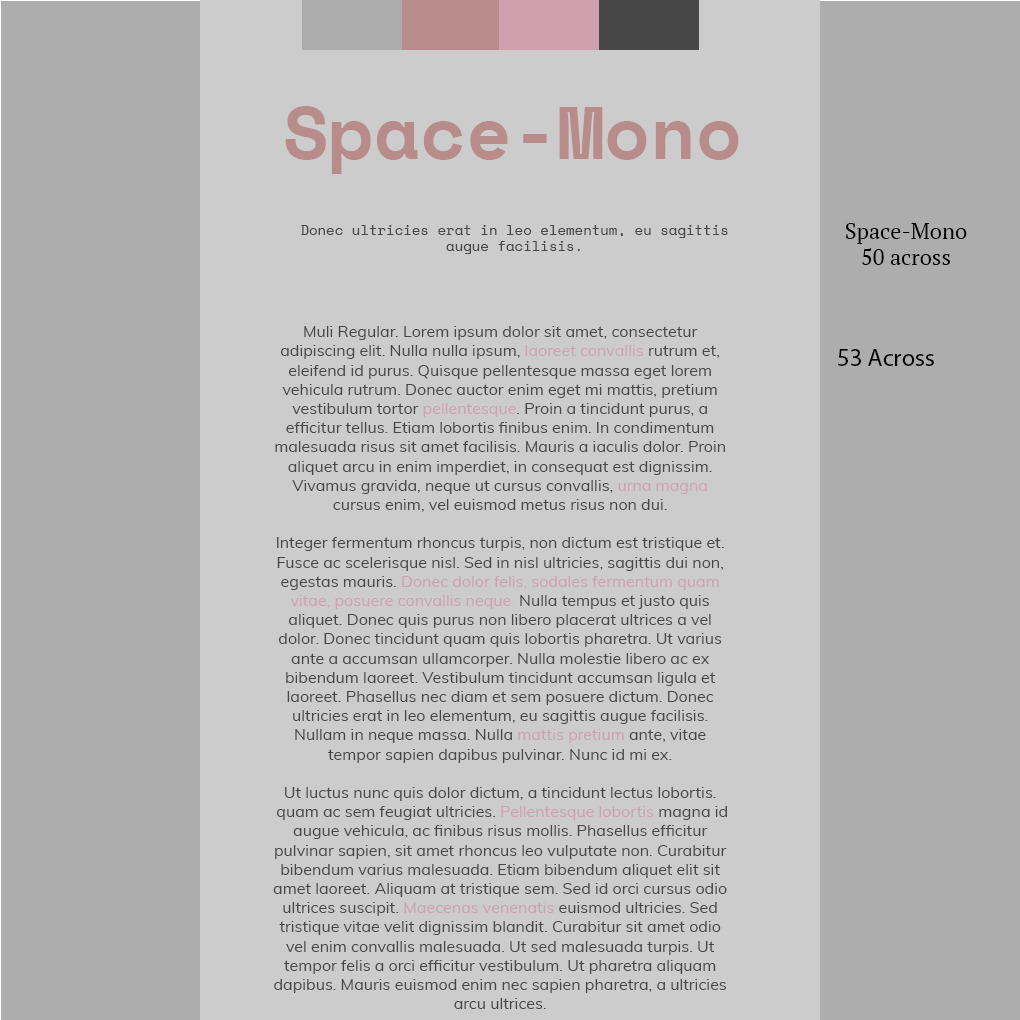 Space-Mono
Donec ultricies erat in leo elementum, eu sagittis
augue facilisis.
Space-Mono
50 across
Muli Regular. Lorem ipsum dolor sit amet, consectetur
adipiscing elit. Nulla nulla ipsum, laoreet convallis rutrum et,
53 Across
eleifend id purus. Quisque pellentesque massa eget lorem
vehicula rutrum. Donec auctor enim eget mi mattis, pretium
vestibulum tortor pellentesque. Proin a tincidunt purus, a
efficitur tellus. Etiam lobortis finibus enim. In condimentum
malesuada risus sit amet facilisis. Mauris a iaculis dolor. Proin
aliquet arcu in enim imperdiet, in consequat est dignissim.
Vivamus gravida, neque ut cursus convallis, urna magna
cursus enim, vel euismod metus risus non dui.
Integer fermentum rhoncus turpis, non dictum est tristique et.
Fusce ac scelerisque nisl. Sed in nisl ultricies, sagittis dui non,
egestas mauris. Donec dolor felis, sodales fermentum quam
vitae, posuere convallis neque Nulla tempus et justo quis
aliquet. Donec quis purus non libero placerat ultrices a vel
dolor. Donec tincidunt quam quis lobortis pharetra. Ut varius
ante a accumsan ullamcorper. Nulla molestie libero ac ex
bibendum laoreet. Vestibulum tincidunt accumsan ligula et
laoreet. Phasellus nec diam et sem posuere dictum. Donec
ultricies erat in leo elementum, eu sagittis augue facilisis.
Nullam in neque massa. Nulla mattis pretium ante, vitae
tempor sapien dapibus pulvinar. Nunc id mi ex.
Ut luctus nunc quis dolor dictum, a tincidunt lectus lobortis.
quam ac sem feugiat ultricies. Pellentesque lobortis magna id
augue vehicula, ac finibus risus mollis. Phasellus efficitur
pulvinar sapien, sit amet rhoncus leo vulputate non. Curabitur
bibendum varius malesuada. Etiam bibendum aliquet elit sit
amet laoreet. Aliquam at tristique sem. Sed id orci cursus odio
ultrices suscipit. Maecenas venenatis euismod ultricies. Sed
tristique vitae velit dignissim blandit. Curabitur sit amet odio
vel enim convallis malesuada. Ut sed malesuada turpis. Ut
tempor felis a orci efficitur vestibulum. Ut pharetra aliquam
dapibus. Mauris euismod enim nec sapien pharetra, a ultricies
arcu ultrices.